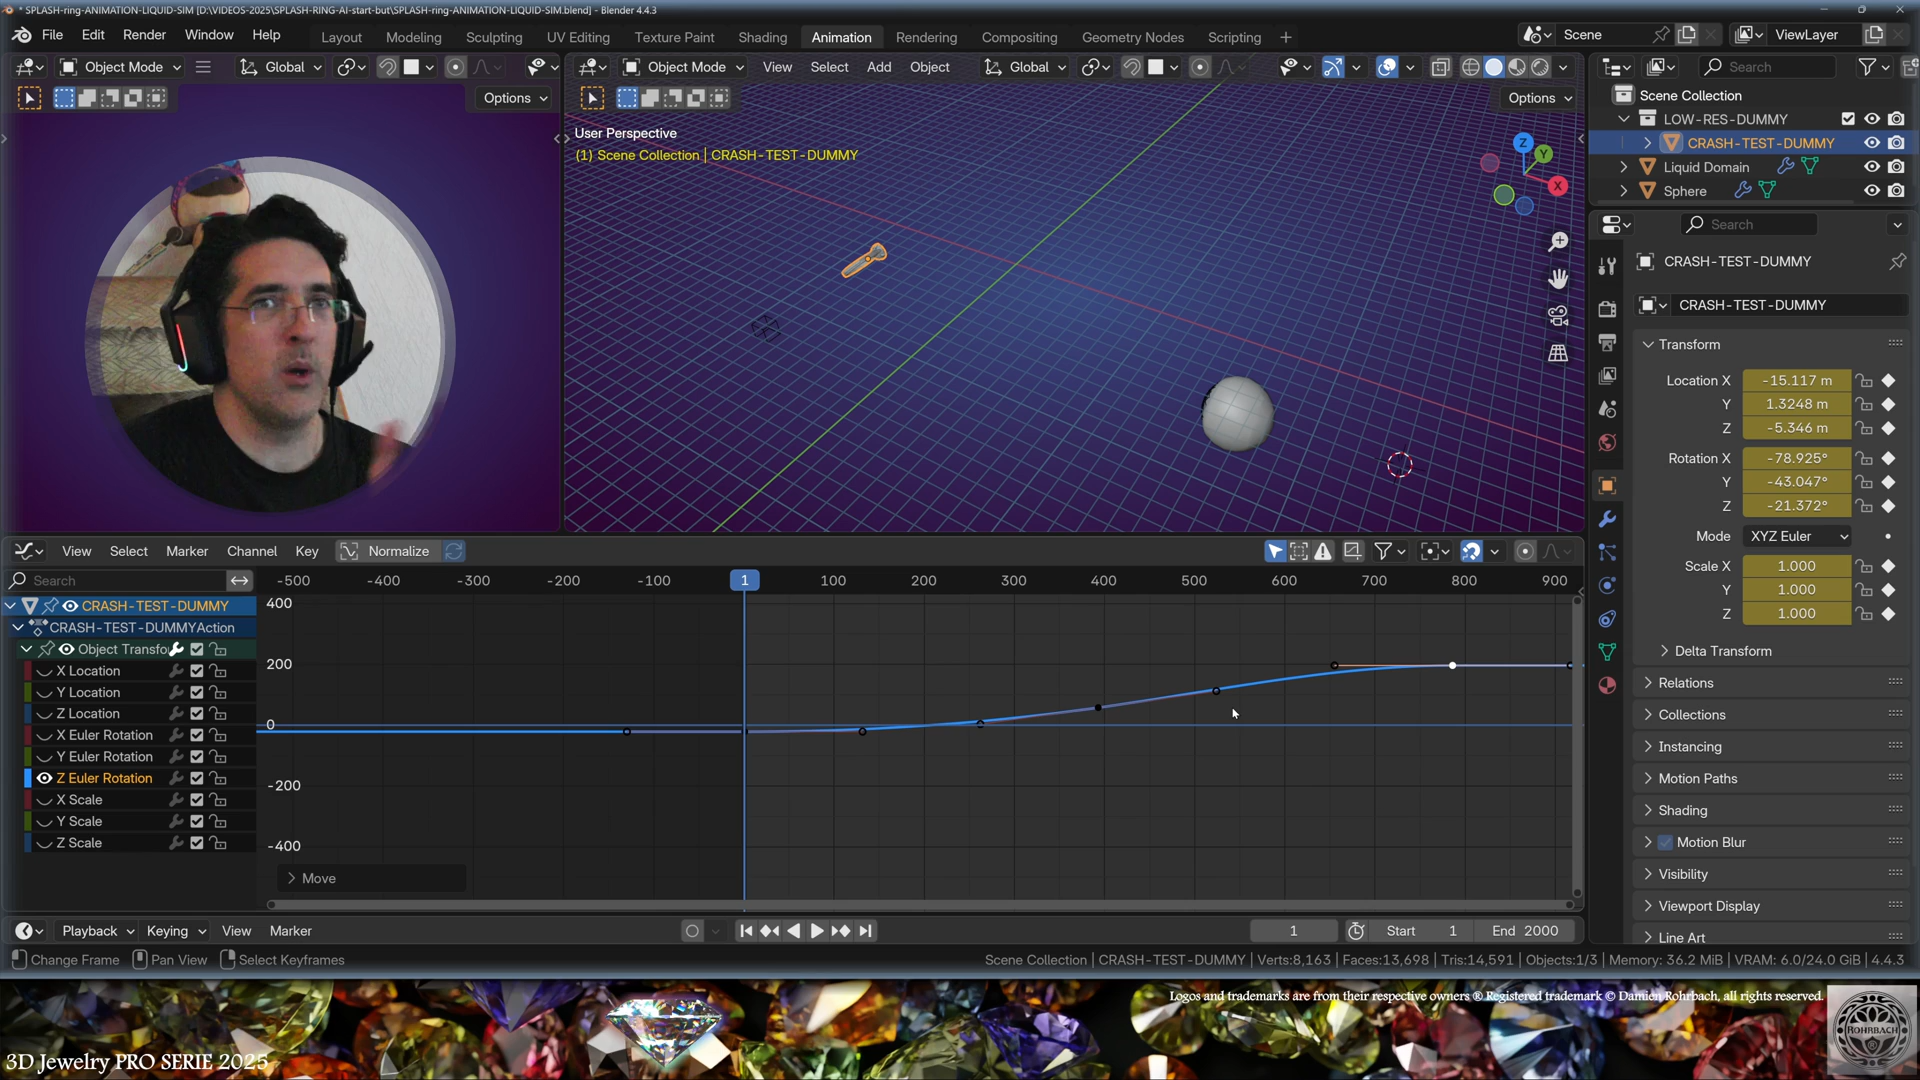 * SPLASH-ring-ANIMATION-LIQUID-SIM [D:\VIDEOS-2025\SPLASH-RING-AI-start-but\SPLASH-ring-ANIMATION-LIQUID-SIM.blend] - Blender 4.4.3
File Edit Render Window Help
Layout Modeling Sculpting UV Editing Texture Paint Shading Animation Rendering Compositing Geometry Nodes Scripting +
Scene
ViewLayer
Object Mode
Global
Options
Object Mode View Select Add Object
Global
Options
User Perspective
(1) Scene Collection | CRASH-TEST-DUMMY
Z
Y
X
Search
Scene Collection
LOW-RES-DUMMY
CRASH-TEST-DUMMY
Liquid Domain
Sphere
Search
CRASH-TEST-DUMMY
CRASH-TEST-DUMMY
Transform
Location X -15.117 m
Y 1.3248 m
Z -5.346 m
Rotation X -78.925°
Y -43.047°
Z -21.372°
Mode XYZ Euler
Scale X 1.000
Y 1.000
Z 1.000
Delta Transform
Relations
Collections
Instancing
Motion Paths
Shading
Motion Blur
Visibility
Viewport Display
Line Art
View Select Marker Channel Key Normalize
Search
-500 -400 -300 -200 -100 1 100 200 300 400 500 600 700 800 900
CRASH-TEST-DUMMY
CRASH-TEST-DUMMYAction
Object Transfo
X Location
Y Location
Z Location
X Euler Rotation
Y Euler Rotation
Z Euler Rotation
X Scale
Y Scale
Z Scale
400
200
0
-200
-400
Move
Playback Keying View Marker
1
Start 1
End 2000
Change Frame Pan View Select Keyframes
Scene Collection | CRASH-TEST-DUMMY | Verts:8,163 | Faces:13,698 | Tris:14,591 | Objects:1/3 | Memory: 36.2 MiB | VRAM: 6.0/24.0 GiB | 4.4.3
Logos and trademarks are from their respective owners ® Registered trademark © Damien Rohrbach, all rights reserved.
ROHRBACH
®
3D Jewelry PRO SERIE 2025